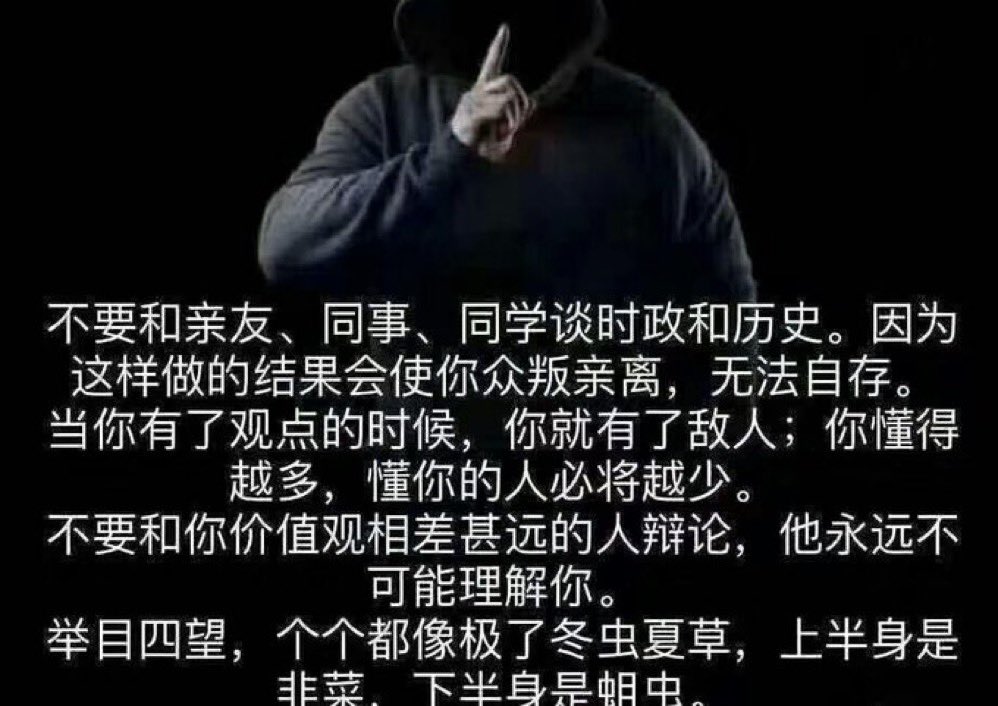 不要和亲友、同事、同学谈时政和历史。因为
这样做的结果会使你众叛亲离，无法自存。
当你有了观点的时候，你就有了敌人；你懂得
越多，懂你的人必将越少。
不要和你价值观相差甚远的人辩论，他永远不
可能理解你。
举目四望，个个都像极了冬虫夏草，上半身是
韭菜，下半身是蛆虫。